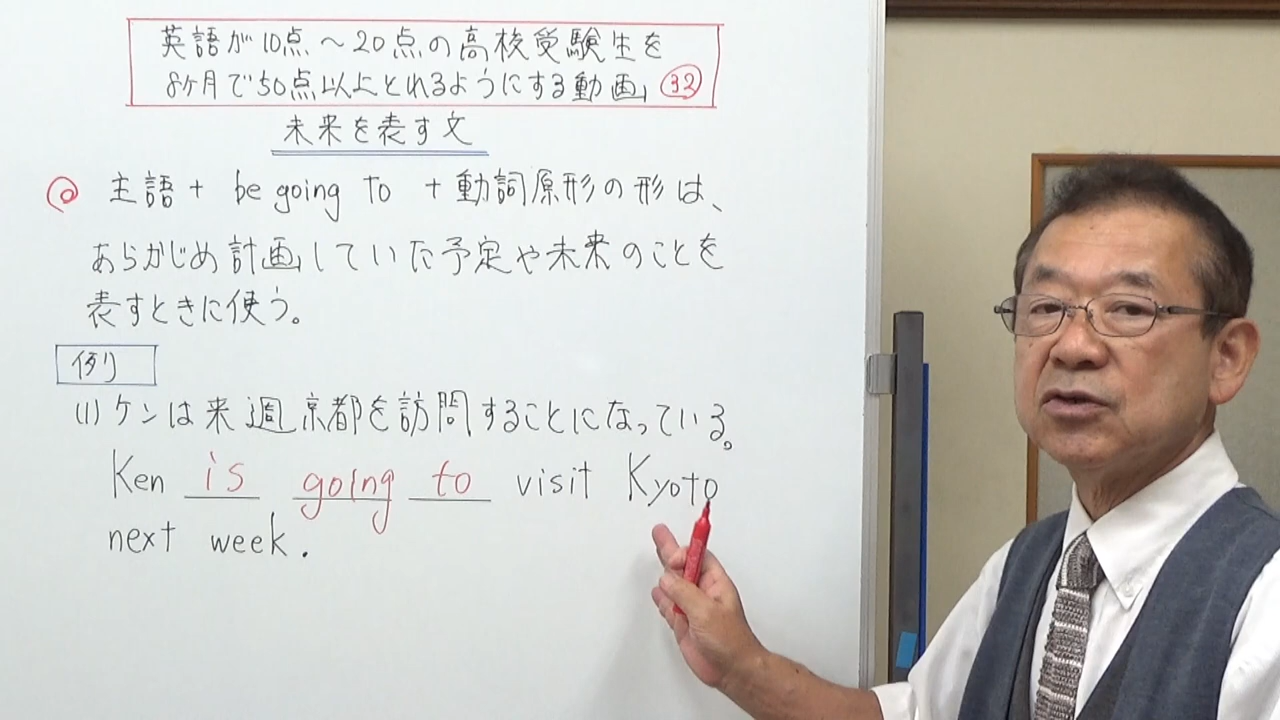 英語が10点～20点の高校受験生を
8ヶ月で50点以上とれるようにする動画 32
未来を表す文
◎ 主語 + be going to + 動詞原形の形は、
あらかじめ計画していた予定や未来のことを
表すときに使う。
例
(1) ケンは来週京都を訪問することになっている。
Ken is going to visit Kyoto
next week.